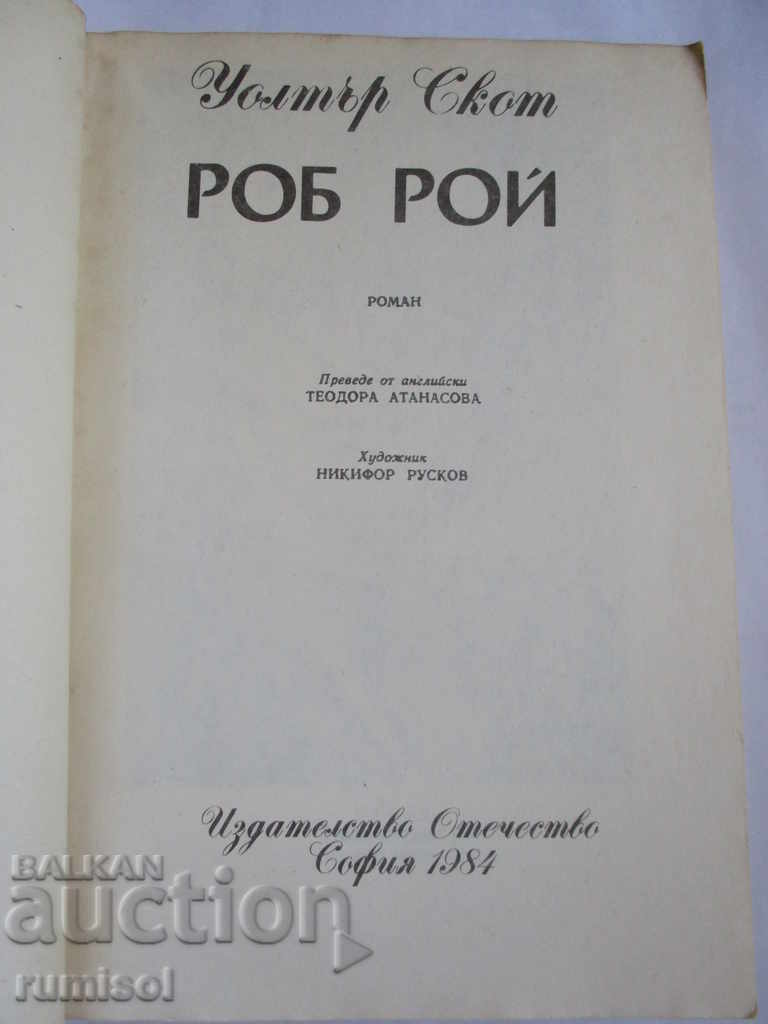 Уолтър Скот
РОБ РОЙ
РОМАН
Преведе от английски
ТЕОДОРА АТАНАСОВА
Художник
НИКИФОР РУСКОВ
Издателство Отечество
София 1984
BALKAN
auction
rumisol